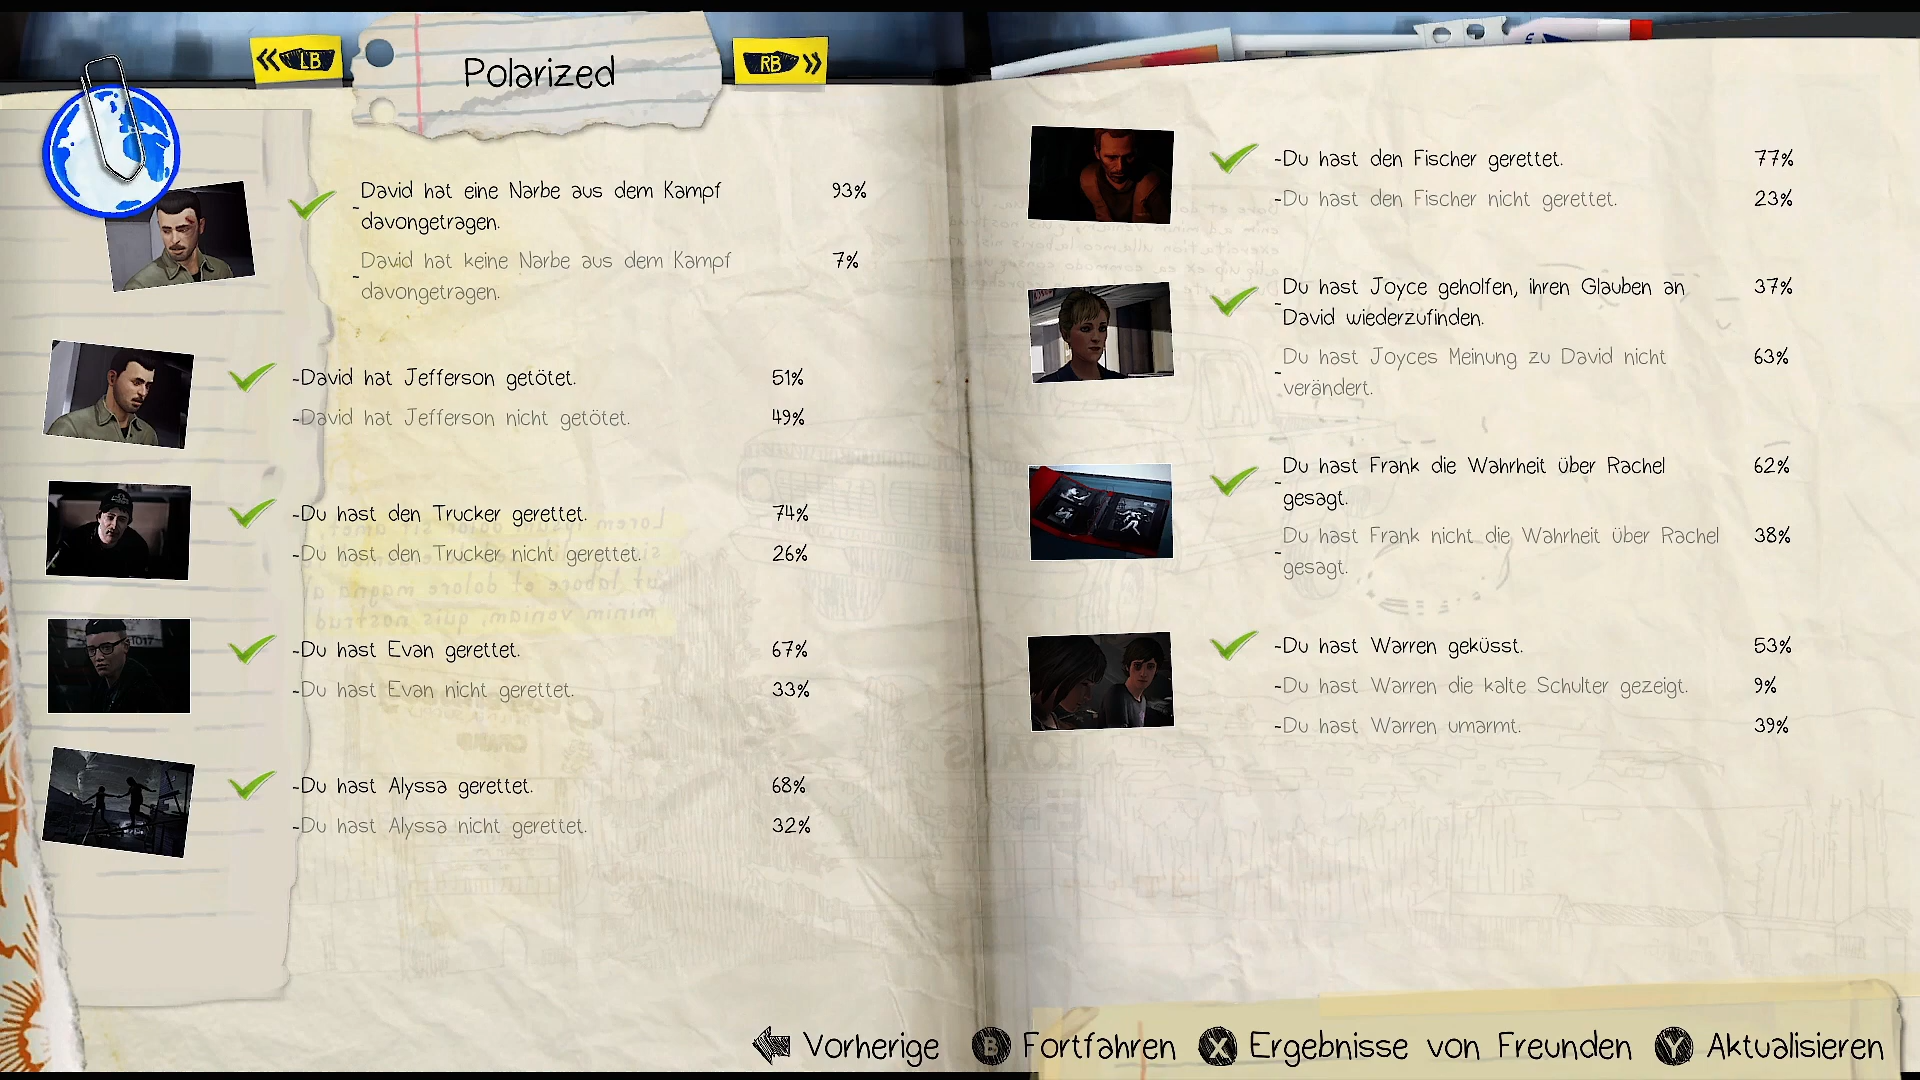 LB
Polarized
RB
David hat eine Narbe aus dem Kampf 93%
davongetragen.
David hat keine Narbe aus dem Kampf 7%
davongetragen.
-David hat Jefferson getötet. 51%
-David hat Jefferson nicht getötet. 49%
-Du hast den Trucker gerettet. 74%
-Du hast den Trucker nicht gerettet. 26%
-Du hast Evan gerettet. 67%
-Du hast Evan nicht gerettet. 33%
-Du hast Alyssa gerettet. 68%
-Du hast Alyssa nicht gerettet. 32%
-Du hast den Fischer gerettet. 77%
-Du hast den Fischer nicht gerettet. 23%
Du hast Joyce geholfen, ihren Glauben an 37%
David wiederzufinden.
Du hast Joyces Meinung zu David nicht 63%
verändert.
Du hast Frank die Wahrheit über Rachel 62%
gesagt.
Du hast Frank nicht die Wahrheit über Rachel 38%
gesagt.
-Du hast Warren geküsst. 53%
-Du hast Warren die kalte Schulter gezeigt. 9%
-Du hast Warren umarmt. 39%
Vorherige B Fortfahren X Ergebnisse von Freunden Y Aktualisieren